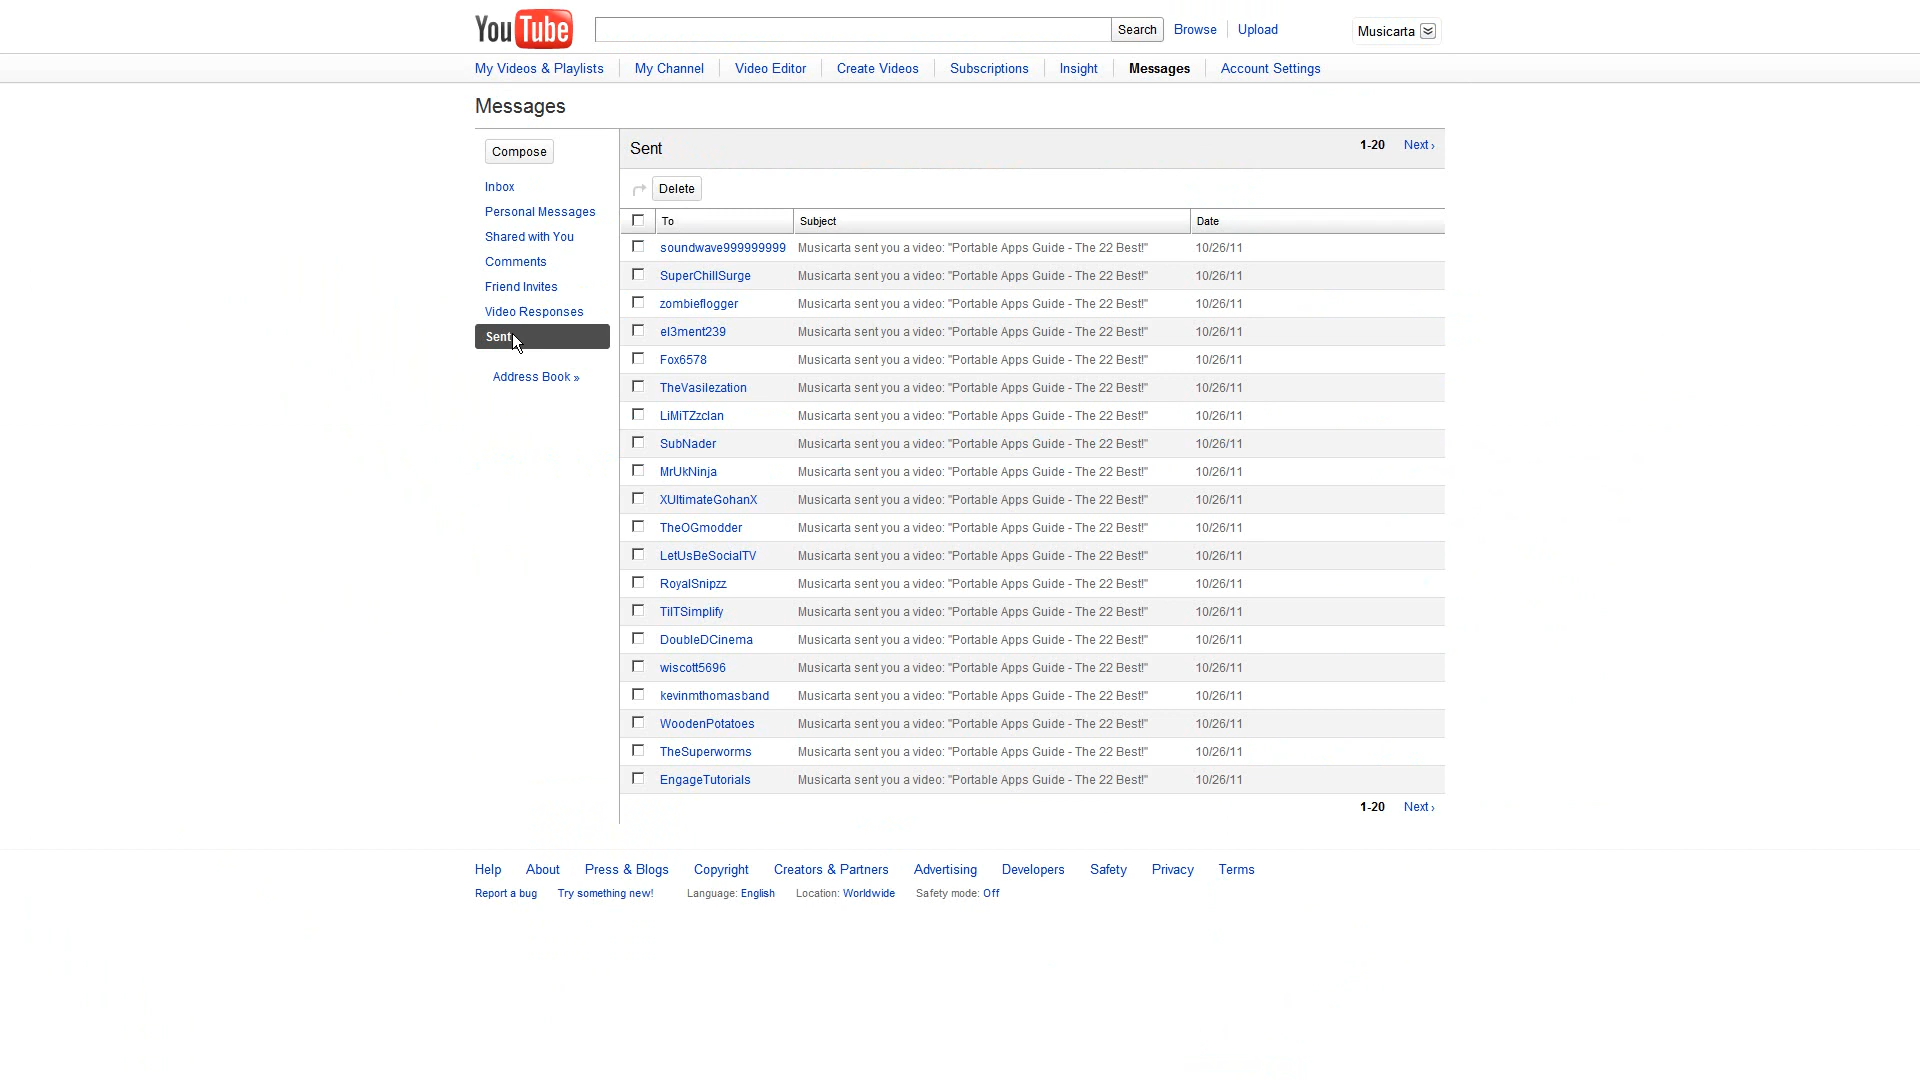 YouTube Search Browse Upload Musicarta
My Videos & Playlists My Channel Video Editor Create Videos Subscriptions Insight Messages Account Settings
Messages
Compose
Inbox
Personal Messages
Shared with You
Comments
Friend Invites
Video Responses
Sent
Address Book »
Sent 1-20 Next ›
Delete
To Subject Date
soundwave999999999 Musicarta sent you a video: "Portable Apps Guide - The 22 Best!" 10/26/11
SuperChillSurge Musicarta sent you a video: "Portable Apps Guide - The 22 Best!" 10/26/11
zombieflogger Musicarta sent you a video: "Portable Apps Guide - The 22 Best!" 10/26/11
el3ment239 Musicarta sent you a video: "Portable Apps Guide - The 22 Best!" 10/26/11
Fox6578 Musicarta sent you a video: "Portable Apps Guide - The 22 Best!" 10/26/11
TheVasilezation Musicarta sent you a video: "Portable Apps Guide - The 22 Best!" 10/26/11
LiMiTZzclan Musicarta sent you a video: "Portable Apps Guide - The 22 Best!" 10/26/11
SubNader Musicarta sent you a video: "Portable Apps Guide - The 22 Best!" 10/26/11
MrUkNinja Musicarta sent you a video: "Portable Apps Guide - The 22 Best!" 10/26/11
XUltimateGohanX Musicarta sent you a video: "Portable Apps Guide - The 22 Best!" 10/26/11
TheOGmodder Musicarta sent you a video: "Portable Apps Guide - The 22 Best!" 10/26/11
LetUsBeSocialTV Musicarta sent you a video: "Portable Apps Guide - The 22 Best!" 10/26/11
RoyalSnipzz Musicarta sent you a video: "Portable Apps Guide - The 22 Best!" 10/26/11
TiITSimplify Musicarta sent you a video: "Portable Apps Guide - The 22 Best!" 10/26/11
DoubleDCinema Musicarta sent you a video: "Portable Apps Guide - The 22 Best!" 10/26/11
wiscott5696 Musicarta sent you a video: "Portable Apps Guide - The 22 Best!" 10/26/11
kevinmthomasband Musicarta sent you a video: "Portable Apps Guide - The 22 Best!" 10/26/11
WoodenPotatoes Musicarta sent you a video: "Portable Apps Guide - The 22 Best!" 10/26/11
TheSuperworms Musicarta sent you a video: "Portable Apps Guide - The 22 Best!" 10/26/11
EngageTutorials Musicarta sent you a video: "Portable Apps Guide - The 22 Best!" 10/26/11
1-20 Next ›
Help About Press & Blogs Copyright Creators & Partners Advertising Developers Safety Privacy Terms
Report a bug Try something new! Language: English Location: Worldwide Safety mode: Off